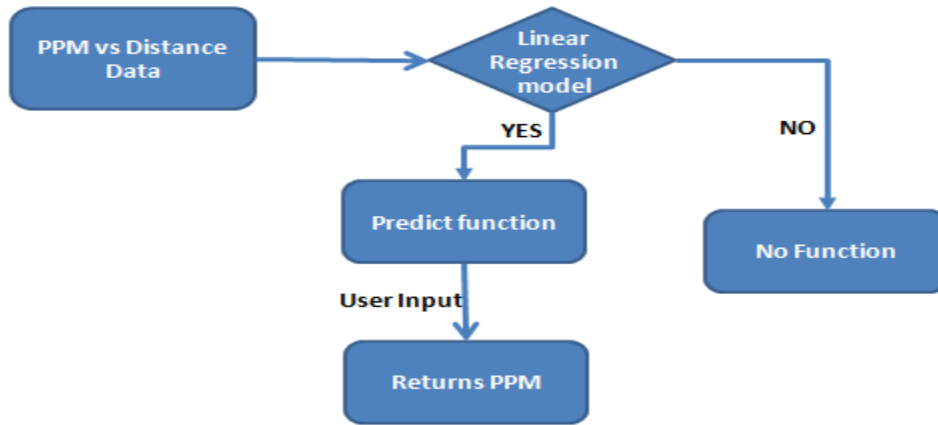 PPM vs Distance
Data
Linear
Regression
model
YES
NO
Predict function
No Function
User Input
Returns PPM